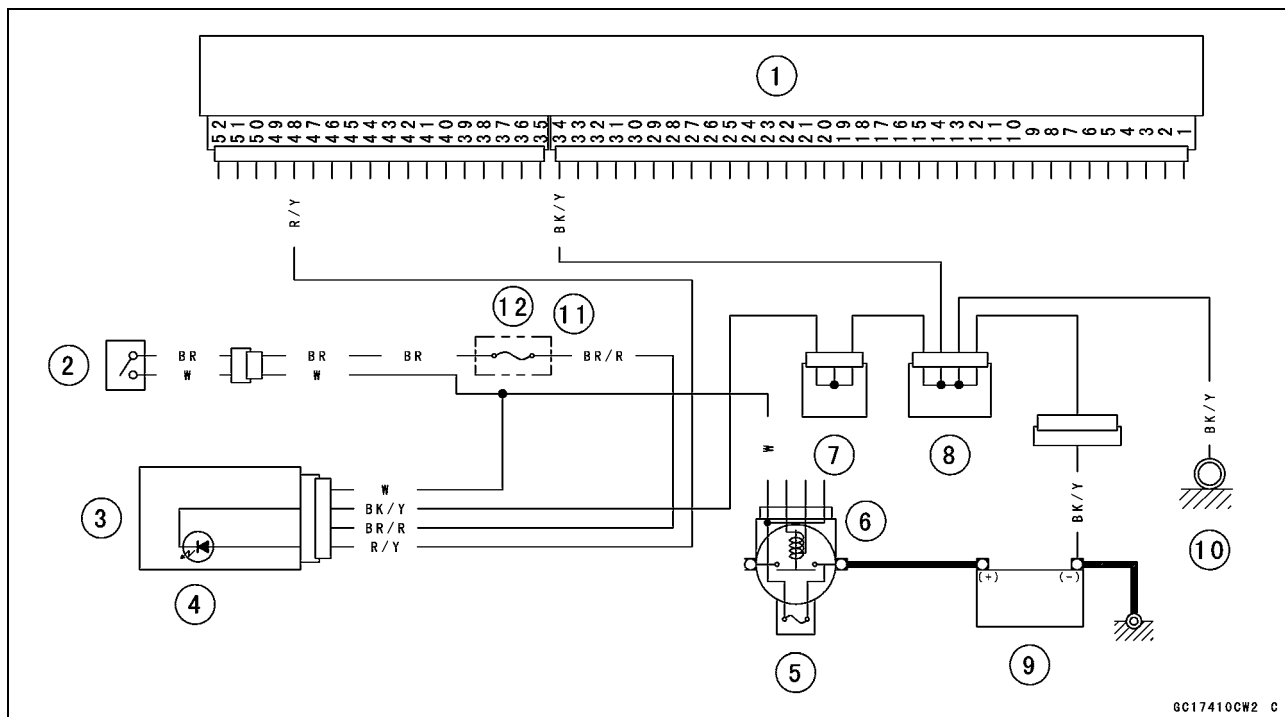 1
52 51 50 49 48 47 46 45 44 43 42 41 40 39 38 37 36 35 34 33 32 31 30 29 28 27 26 25 24 23 22 21 20 19 18 17 16 15 14 13 12 11 10 9 8 7 6 5 4 3 2 1
R/Y BK/Y
12 11
2 BR BR BR BR/R
W W
W BK/Y
7 8
W
3 BK/Y 6 BK/Y 10
BR/R
R/Y
(+) (-)
4
5 9
GC17410CW2 C